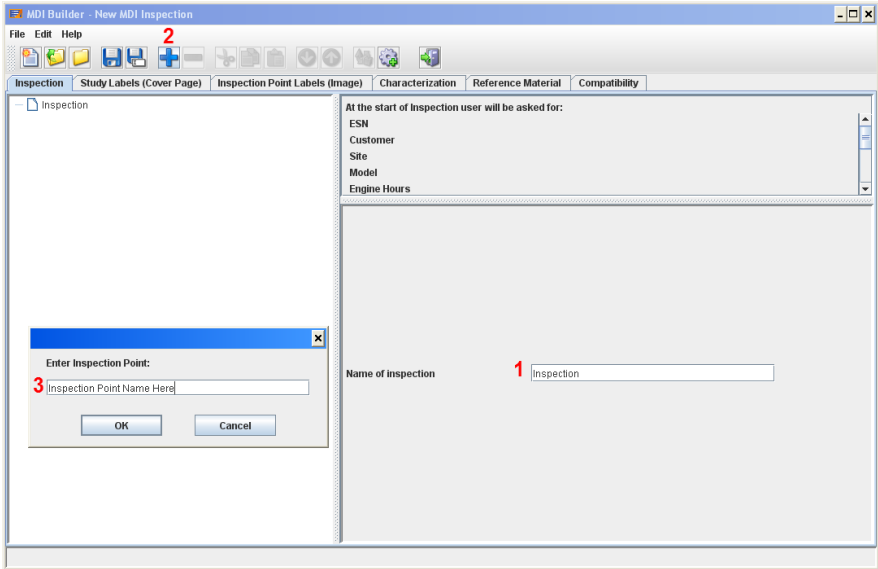 MDI Builder - New MDI Inspection
File Edit Help
2
Inspection Study Labels (Cover Page) Inspection Point Labels (Image) Characterization Reference Material Compatibility
Inspection
At the start of Inspection user will be asked for:
ESN
Customer
Site
Model
Engine Hours
Enter Inspection Point:
3 Inspection Point Name Here
OK Cancel
Name of inspection 1 Inspection